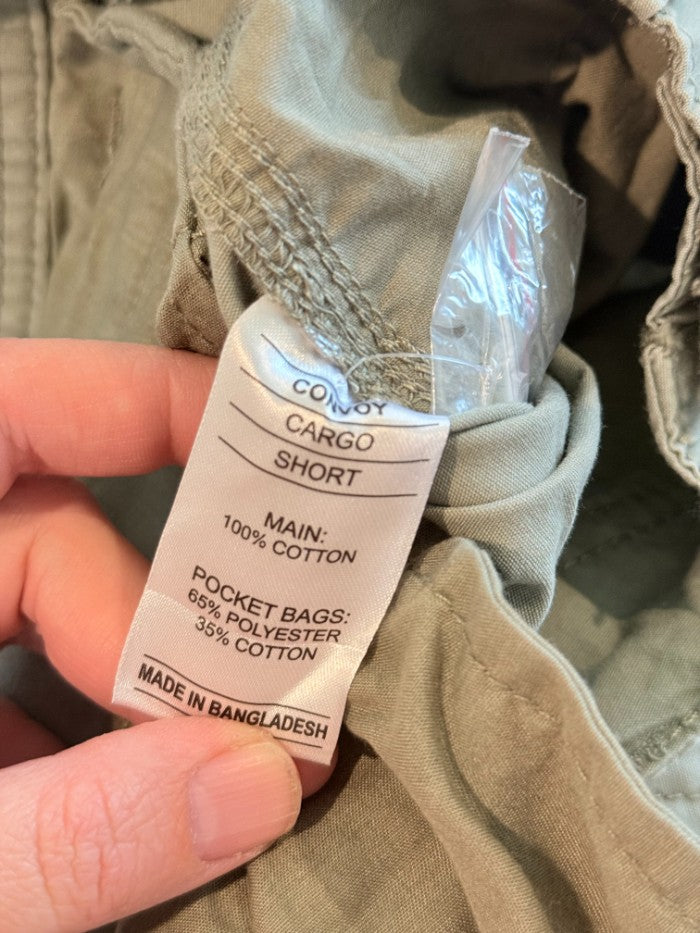 CONVOY
CARGO
SHORT
MAIN:
100% COTTON
POCKET BAGS:
65% POLYESTER
35% COTTON
MADE IN BANGLADESH